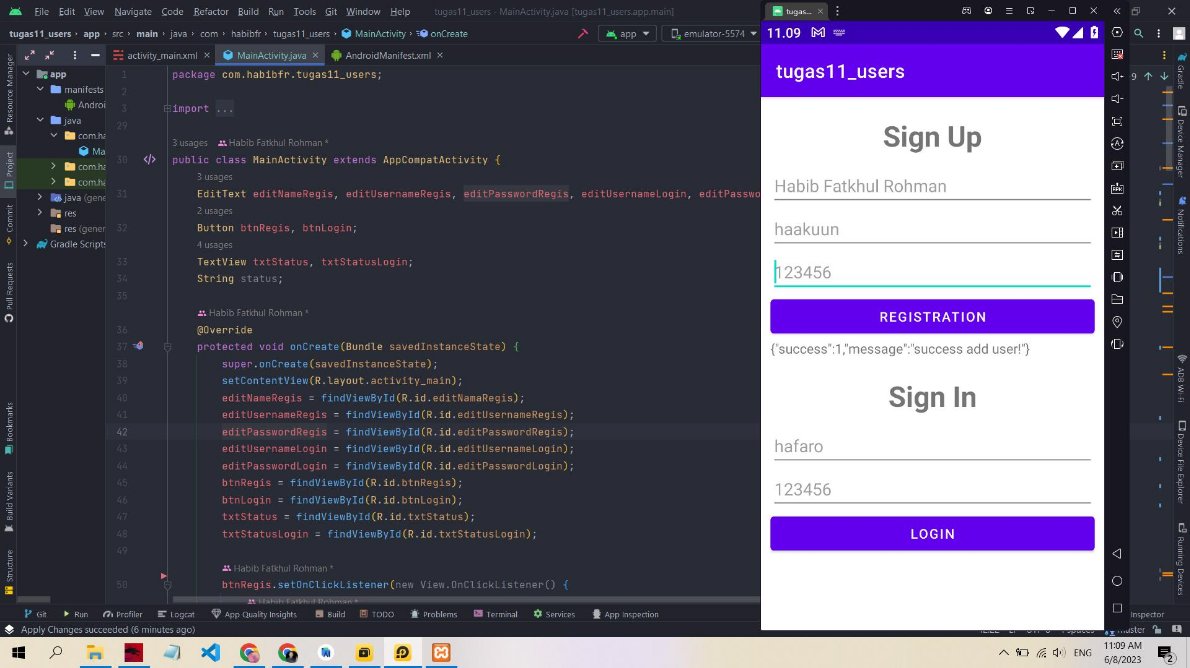 File Edit View Navigate Code Refactor Build Run Tools Git Window Help tugas11_users - MainActivity.java [tugas11_users.app.main]
tugas11_users > app > src > main > java > com > habibfr > tugas11_users > MainActivity > onCreate
app
emulator-5574
activity_main.xml
MainActivity.java
AndroidManifest.xml
Resource Manager
Project
Commit
Pull Requests
Bookmarks
Build Variants
Structure
app
manifests
Androi
java
com.ha
Ma
com.ha
com.ha
java (gene
res
res (gener
Gradle Scripts
1 package com.habibfr.tugas11_users;
2
3 import ...
29
3 usages Habib Fatkhul Rohman *
30 public class MainActivity extends AppCompatActivity {
3 usages
31 EditText editNameRegis, editUsernameRegis, editPasswordRegis, editUsernameLogin, editPasswo
2 usages
32 Button btnRegis, btnLogin;
4 usages
33 TextView txtStatus, txtStatusLogin;
34 String status;
35
Habib Fatkhul Rohman *
36 @Override
37 protected void onCreate(Bundle savedInstanceState) {
38 super.onCreate(savedInstanceState);
39 setContentView(R.layout.activity_main);
40 editNameRegis = findViewById(R.id.editNamaRegis);
41 editUsernameRegis = findViewById(R.id.editUsernameRegis);
42 editPasswordRegis = findViewById(R.id.editPasswordRegis);
43 editUsernameLogin = findViewById(R.id.editUsernameLogin);
44 editPasswordLogin = findViewById(R.id.editPasswordLogin);
45 btnRegis = findViewById(R.id.btnRegis);
46 btnLogin = findViewById(R.id.btnLogin);
47 txtStatus = findViewById(R.id.txtStatus);
48 txtStatusLogin = findViewById(R.id.txtStatusLogin);
49
Habib Fatkhul Rohman *
50 btnRegis.setOnClickListener(new View.OnClickListener() {
Habib Fatkhul Rohman *
tugas...
11.09
tugas11_users
Sign Up
Habib Fatkhul Rohman
haakuun
123456
REGISTRATION
{"success":1,"message":"success add user!"}
Sign In
hafaro
123456
LOGIN
9
Gradle
Device Manager
Notifications
ADB Wi-Fi
Device File Explorer
Running Devices
Git Run Profiler Logcat App Quality Insights Build TODO Problems Terminal Services App Inspection
Inspector
Apply Changes succeeded (6 minutes ago)
master
ENG
11:09 AM
6/8/2023
2